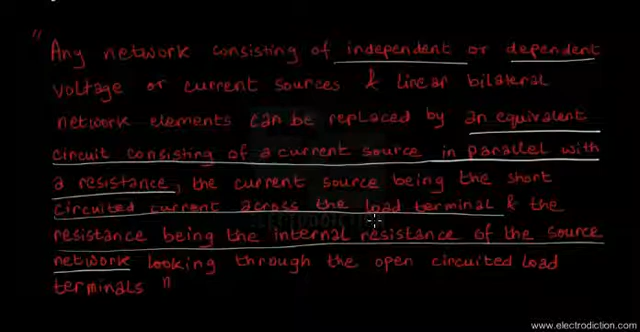 " Any network consisting of independent or dependent
voltage or current sources & linear bilateral
network elements can be replaced by an equivalent
circuit consisting of a current source in parallel with
a resistance, the current source being the short
circuited current across the load terminal & the
resistance being the internal resistance of the source
network looking through the open circuited load
terminals "
www.electrodiction.com